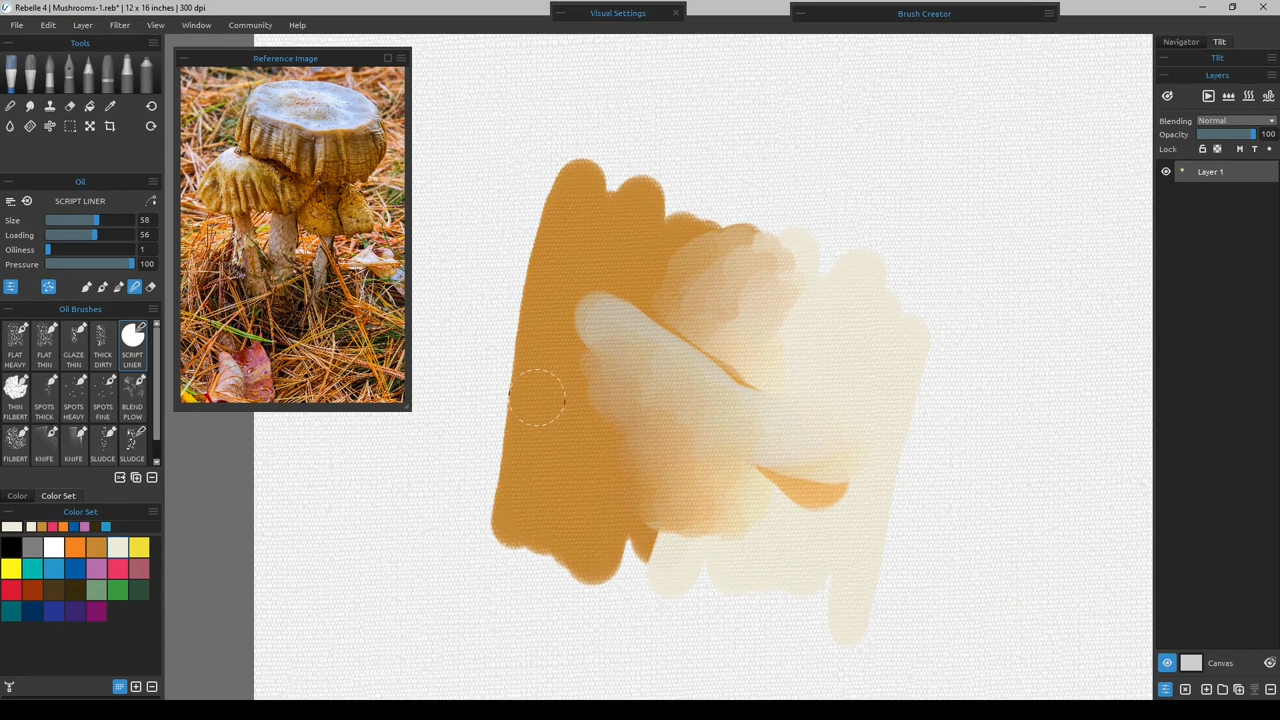 Rebelle 4 | Mushrooms-1.reb* | 12 x 16 inches | 300 dpi
Visual Settings
Brush Creator
File Edit Layer Filter View Window Community Help
Tools
Reference Image
Navigator Tilt
Tilt
Layers
Blending Normal
Opacity 100
Lock M T
Layer 1
Oil
SCRIPT LINER
Size 58
Loading 56
Oiliness 1
Pressure 100
Oil Brushes
FLAT HEAVY
FLAT THIN
GLAZE THIN
THICK DIRTY
SCRIPT LINER
THIN FILBERT
SPOTS THICK
SPOTS HEAVY
SPOTS FINE
BLEND PLOW
FILBERT
KNIFE
KNIFE
SLUDGE
SLUDGE
Color Color Set
Color Set
Canvas